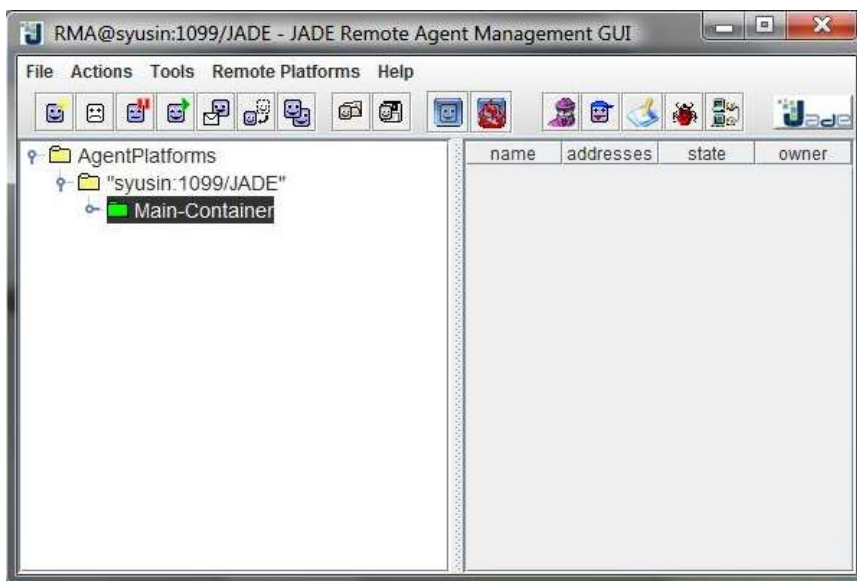 RMA@syusin:1099/JADE - JADE Remote Agent Management GUI
File Actions Tools Remote Platforms Help
Jade
AgentPlatforms
"syusin:1099/JADE"
Main-Container
name addresses state owner